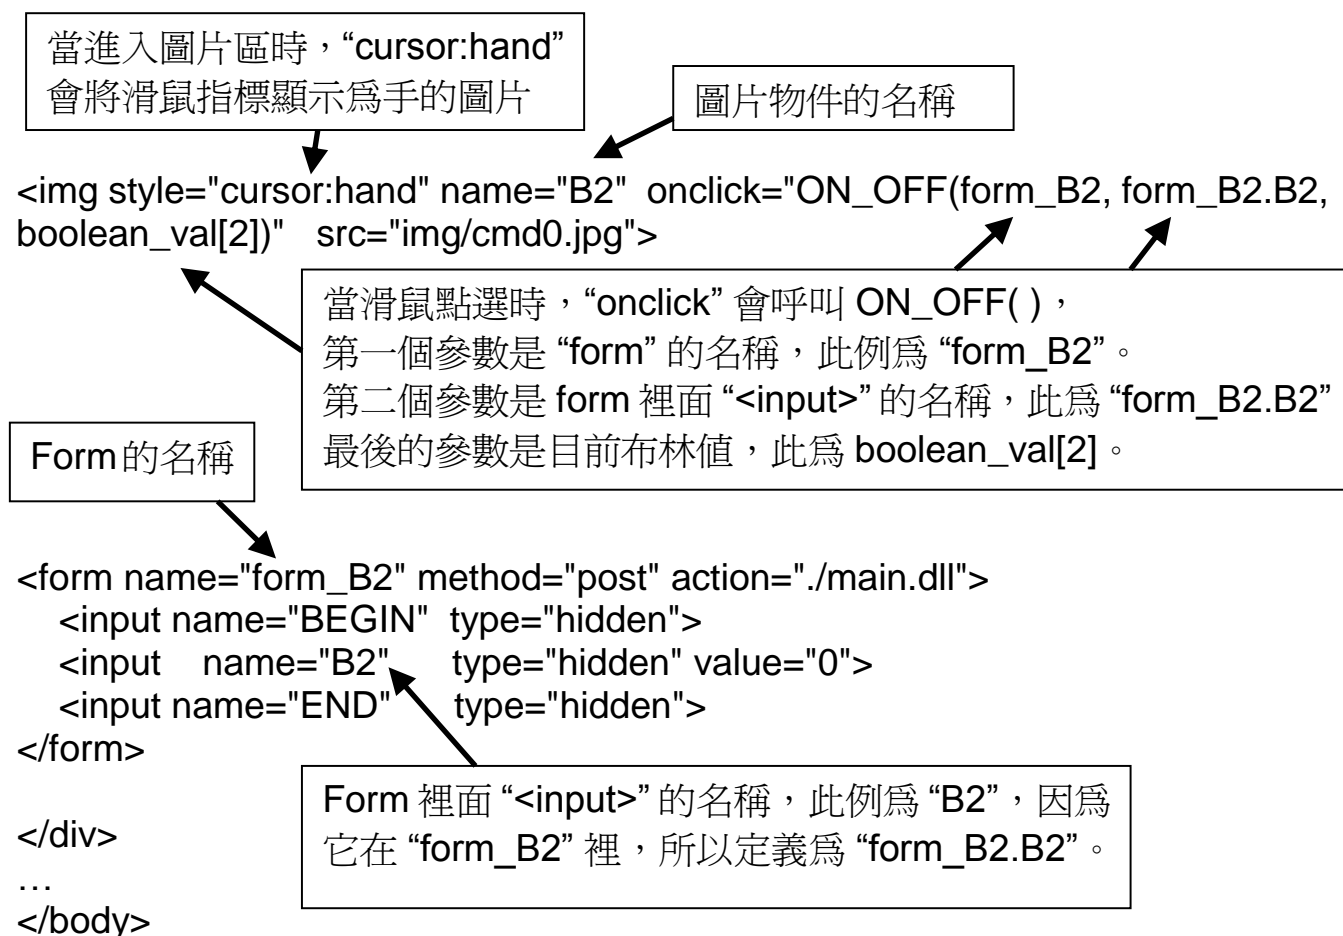 當進入圖片區時，“cursor:hand”
會將滑鼠指標顯示爲手的圖片
圖片物件的名稱
<img style="cursor:hand" name="B2" onclick="ON_OFF(form_B2, form_B2.B2,
boolean_val[2])" src="img/cmd0.jpg">
當滑鼠點選時，“onclick” 會呼叫 ON_OFF( )，
第一個參數是 “form” 的名稱，此例爲 “form_B2”。
第二個參數是 form 裡面 “<input>” 的名稱，此爲 “form_B2.B2”
最後的參數是目前布林值，此爲 boolean_val[2]。
Form的名稱
<form name="form_B2" method="post" action="./main.dll">
<input name="BEGIN" type="hidden">
<input name="B2" type="hidden" value="0">
<input name="END" type="hidden">
</form>
Form 裡面 “<input>” 的名稱，此例爲 “B2”，因爲
它在 “form_B2” 裡，所以定義爲 “form_B2.B2”。
</div>
…
</body>